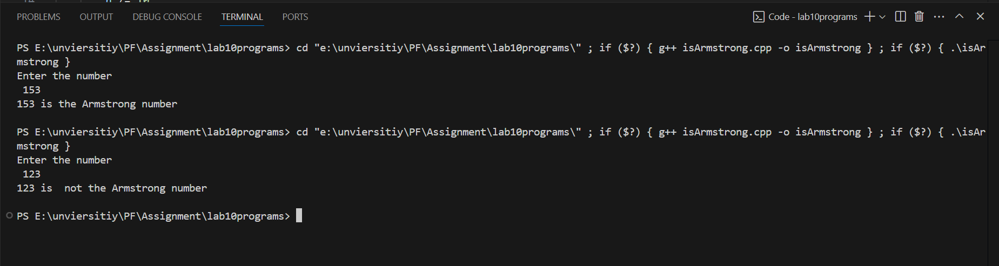 PROBLEMS OUTPUT DEBUG CONSOLE TERMINAL PORTS Code - lab10programs
PS E:\unviersitiy\PF\Assignment\lab10programs> cd "e:\unviersitiy\PF\Assignment\lab10programs\" ; if ($?) { g++ isArmstrong.cpp -o isArmstrong } ; if ($?) { .\isAr
mstrong }
Enter the number
 153
153 is the Armstrong number
PS E:\unviersitiy\PF\Assignment\lab10programs> cd "e:\unviersitiy\PF\Assignment\lab10programs\" ; if ($?) { g++ isArmstrong.cpp -o isArmstrong } ; if ($?) { .\isAr
mstrong }
Enter the number
 123
123 is  not the Armstrong number
PS E:\unviersitiy\PF\Assignment\lab10programs>